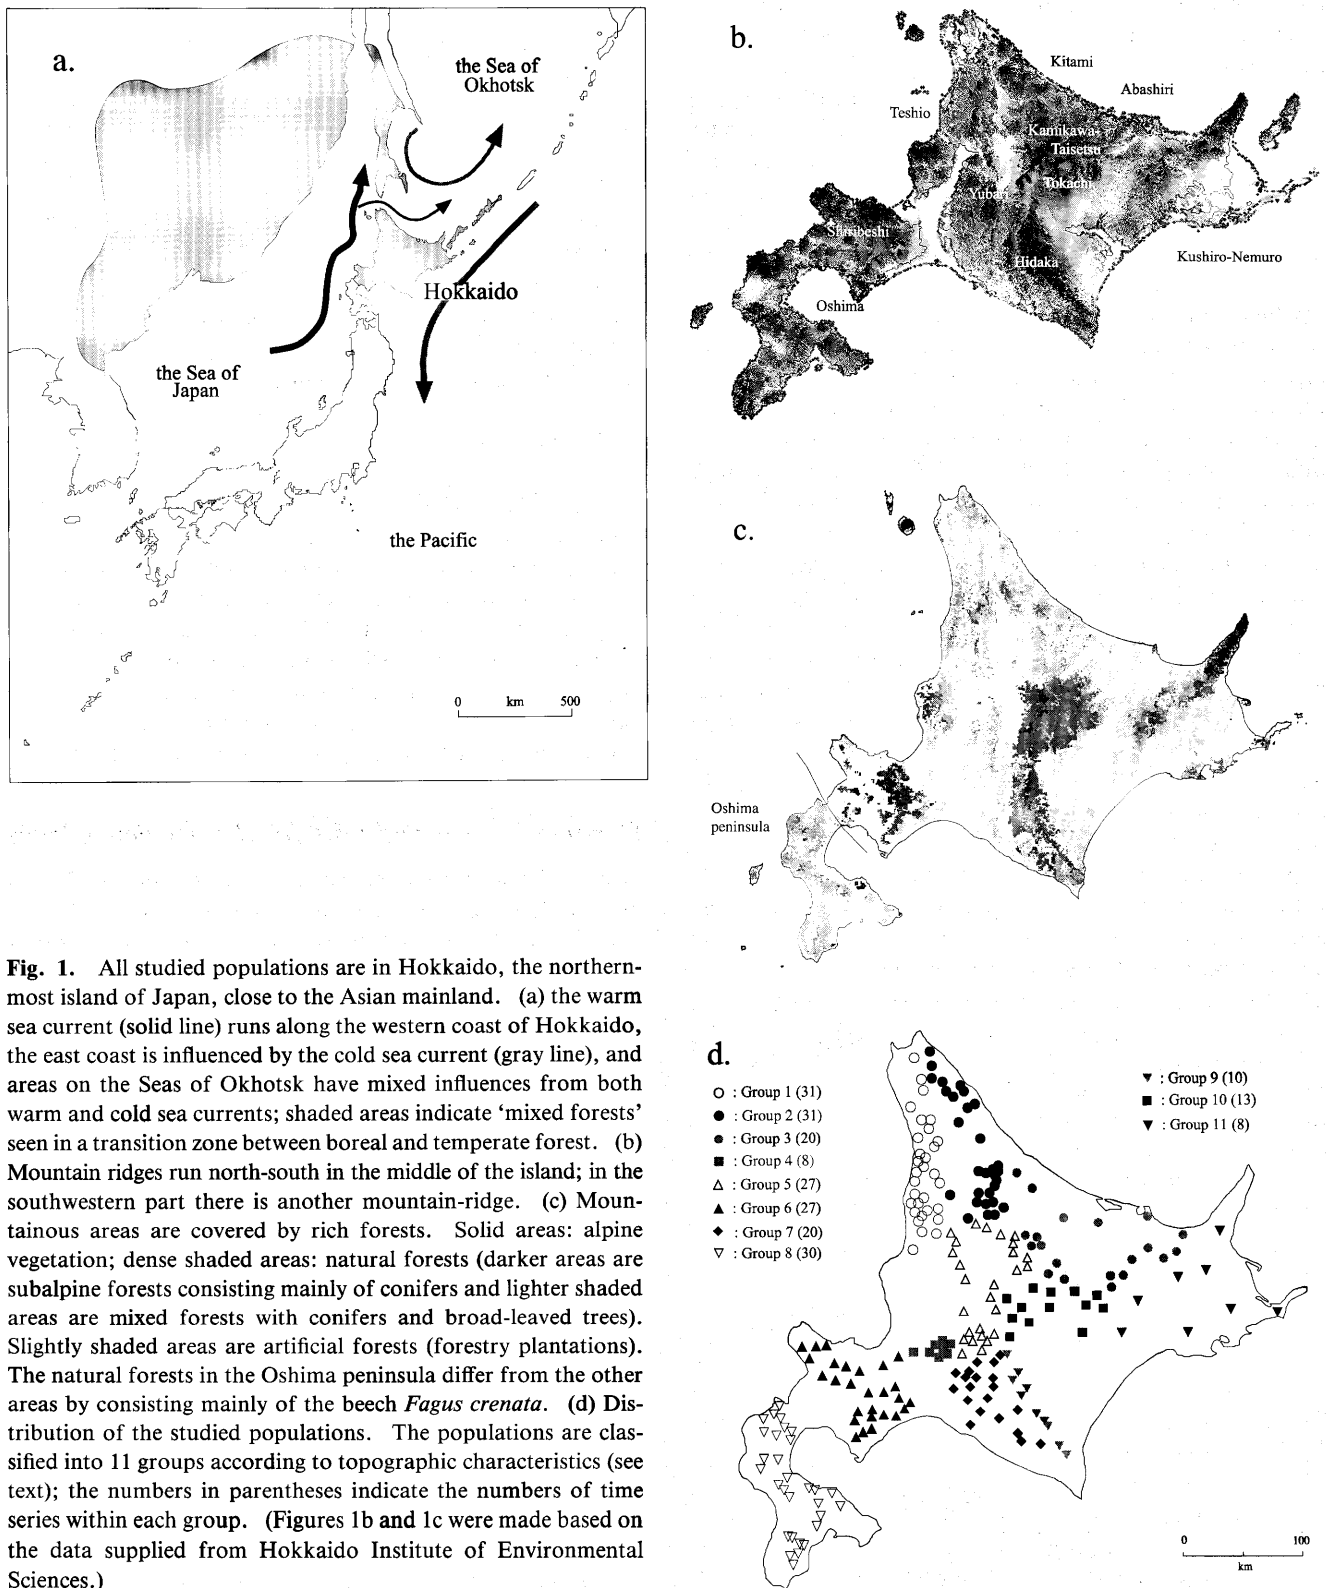 a.
the Sea of
Okhotsk
Hokkaido
the Sea of
Japan
the Pacific
0 km 500
b.
Kitami
Abashiri
Teshio
Kamikawa-
Taisetsu
Tokachi
Yubari
Shiribeshi
Hidaka
Kushiro-Nemuro
Oshima
c.
Oshima
peninsula
d.
: Group 1 (31)
: Group 2 (31)
: Group 3 (20)
: Group 4 (8)
: Group 5 (27)
: Group 6 (27)
: Group 7 (20)
: Group 8 (30)
: Group 9 (10)
: Group 10 (13)
: Group 11 (8)
0 100
km
Fig. 1. All studied populations are in Hokkaido, the northern-
most island of Japan, close to the Asian mainland. (a) the warm
sea current (solid line) runs along the western coast of Hokkaido,
the east coast is influenced by the cold sea current (gray line), and
areas on the Seas of Okhotsk have mixed influences from both
warm and cold sea currents; shaded areas indicate ‘mixed forests’
seen in a transition zone between boreal and temperate forest. (b)
Mountain ridges run north-south in the middle of the island; in the
southwestern part there is another mountain-ridge. (c) Moun-
tainous areas are covered by rich forests. Solid areas: alpine
vegetation; dense shaded areas: natural forests (darker areas are
subalpine forests consisting mainly of conifers and lighter shaded
areas are mixed forests with conifers and broad-leaved trees).
Slightly shaded areas are artificial forests (forestry plantations).
The natural forests in the Oshima peninsula differ from the other
areas by consisting mainly of the beech Fagus crenata. (d) Dis-
tribution of the studied populations. The populations are clas-
sified into 11 groups according to topographic characteristics (see
text); the numbers in parentheses indicate the numbers of time
series within each group. (Figures 1b and 1c were made based on
the data supplied from Hokkaido Institute of Environmental
Sciences.)